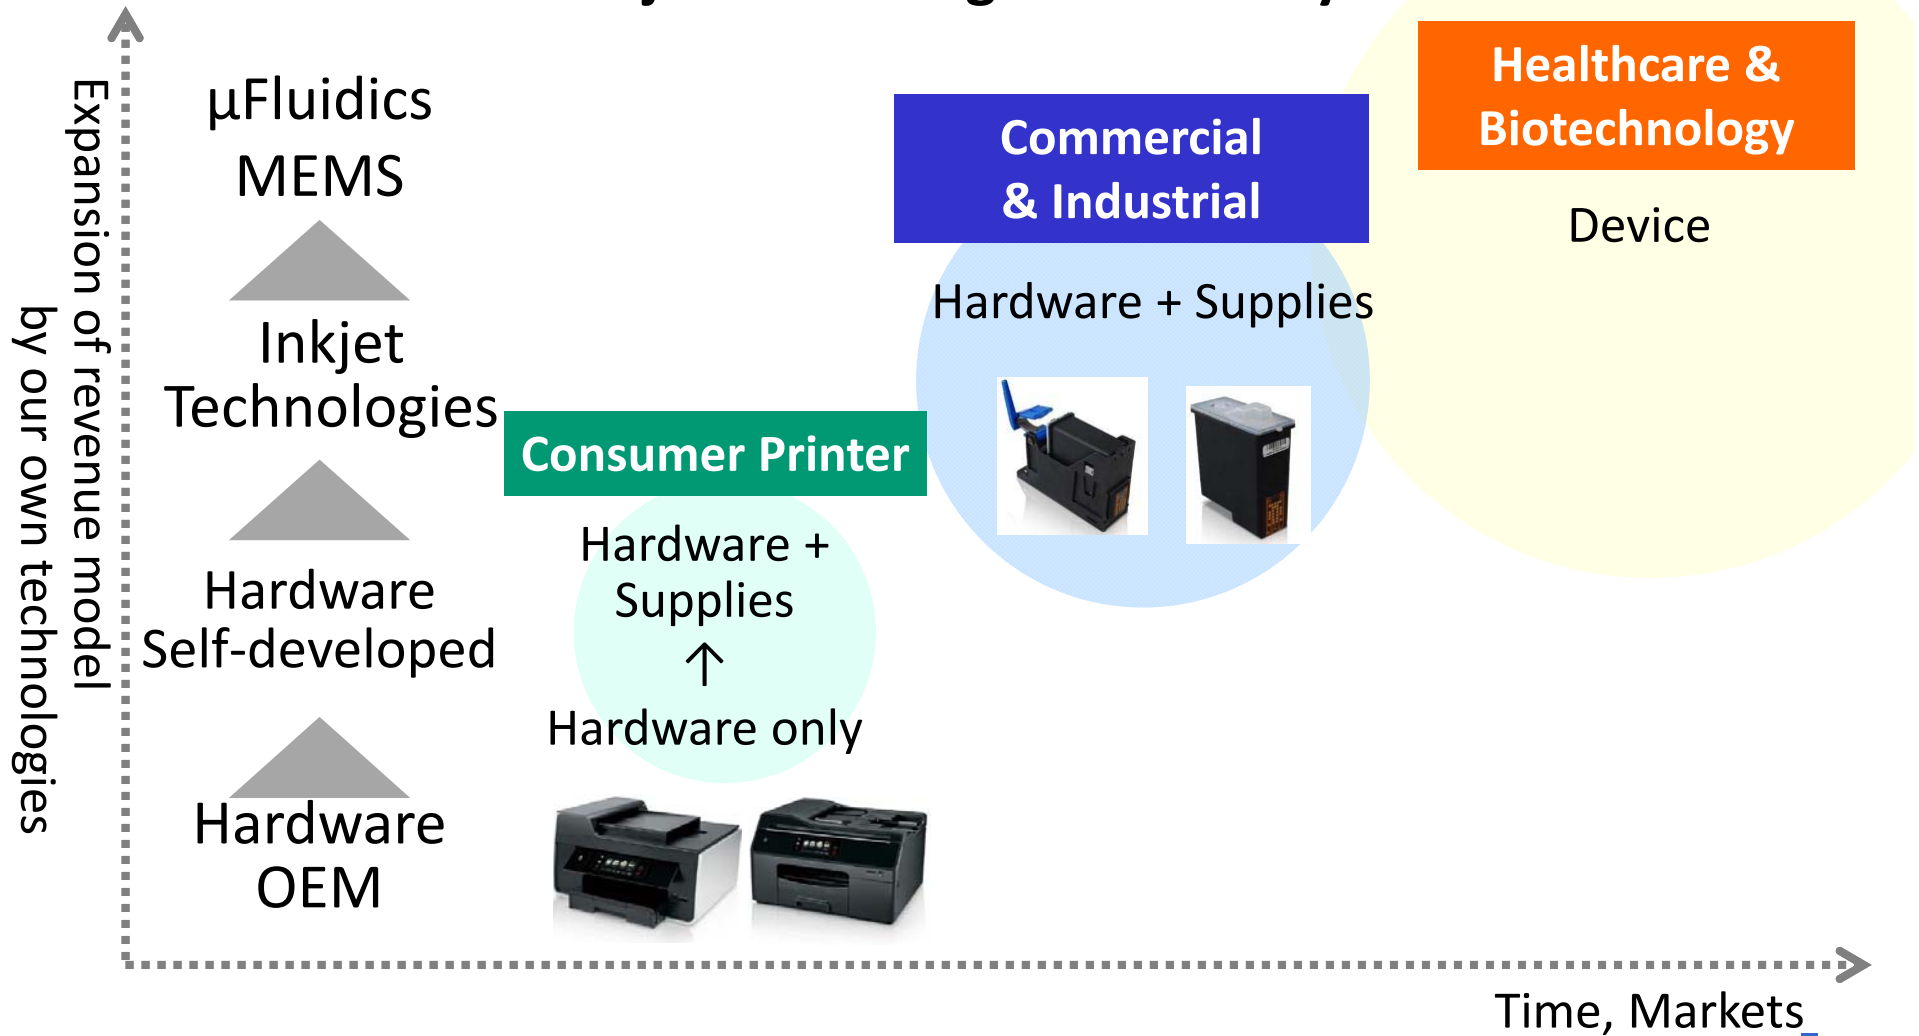 Expansion of revenue model
by our own technologies
µFluidics
MEMS
Inkjet
Technologies
Hardware
Self-developed
Hardware
OEM
Consumer Printer
Hardware +
Supplies
↑
Hardware only
Commercial
& Industrial
Hardware + Supplies
Healthcare &
Biotechnology
Device
Time, Markets